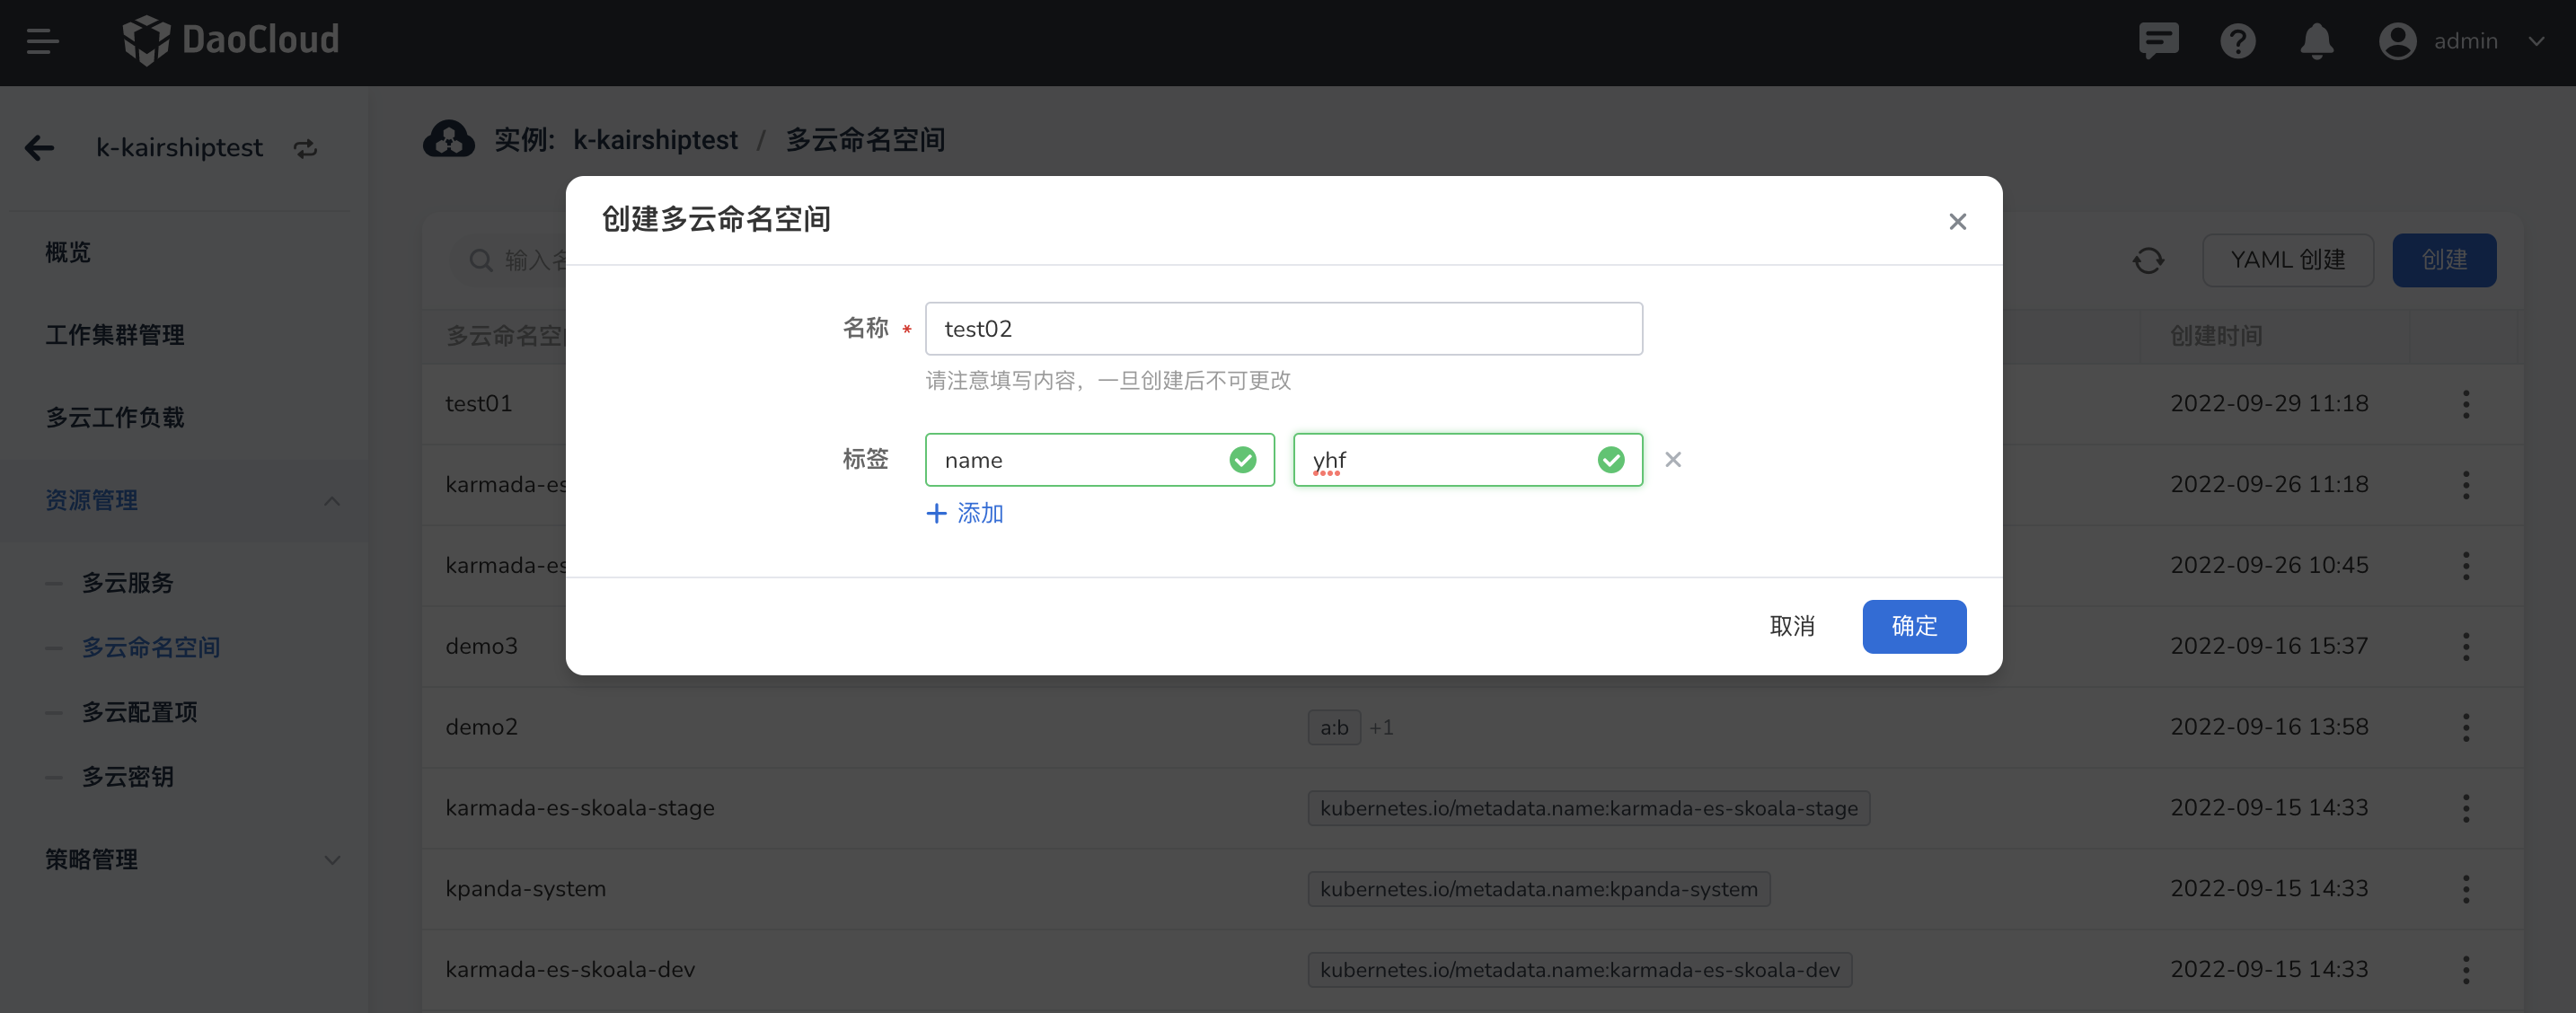 DaoCloud
admin
k-kairshiptest
实例: k-kairshiptest / 多云命名空间
概览
工作集群管理
多云工作负载
资源管理
多云服务
多云命名空间
多云配置项
多云密钥
策略管理
YAML 创建
创建
创建多云命名空间
名称 *
test02
请注意填写内容，一旦创建后不可更改
标签
name
yhf
+ 添加
取消
确定
创建时间
test01 2022-09-29 11:18
karmada-es 2022-09-26 11:18
karmada-es 2022-09-26 10:45
demo3 2022-09-16 15:37
demo2 a:b +1 2022-09-16 13:58
karmada-es-skoala-stage kubernetes.io/metadata.name:karmada-es-skoala-stage 2022-09-15 14:33
kpanda-system kubernetes.io/metadata.name:kpanda-system 2022-09-15 14:33
karmada-es-skoala-dev kubernetes.io/metadata.name:karmada-es-skoala-dev 2022-09-15 14:33